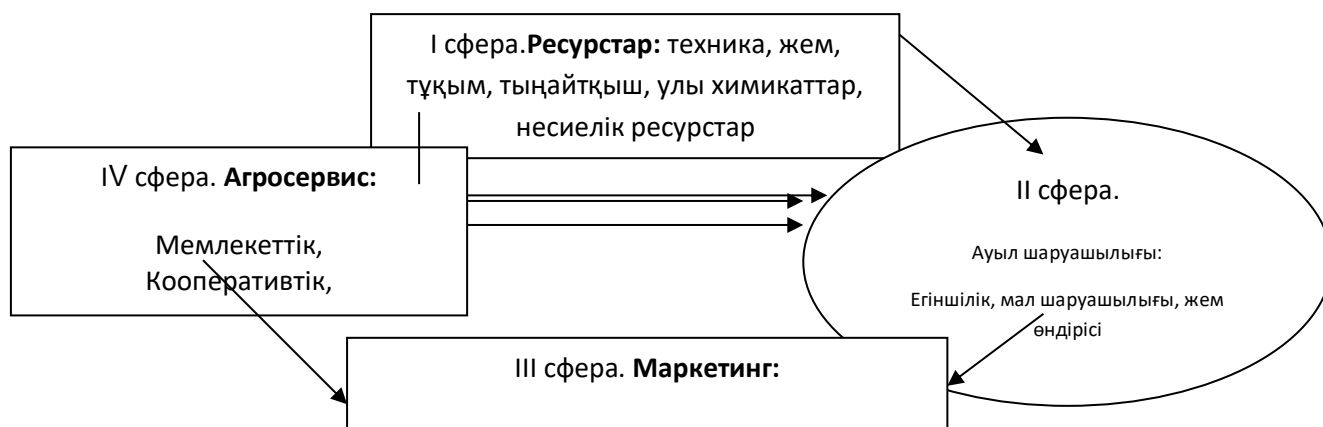 I сфера.Ресурстар: техника, жем,
тұқым, тыңайтқыш, улы химикаттар,
несиелік ресурстар
IV сфера. Агросервис:
Мемлекеттік,
Кооперативтік,
II сфера.
Ауыл шаруашылығы:
Егіншілік, мал шаруашылығы, жем
өндірісі
III сфера. Маркетинг: